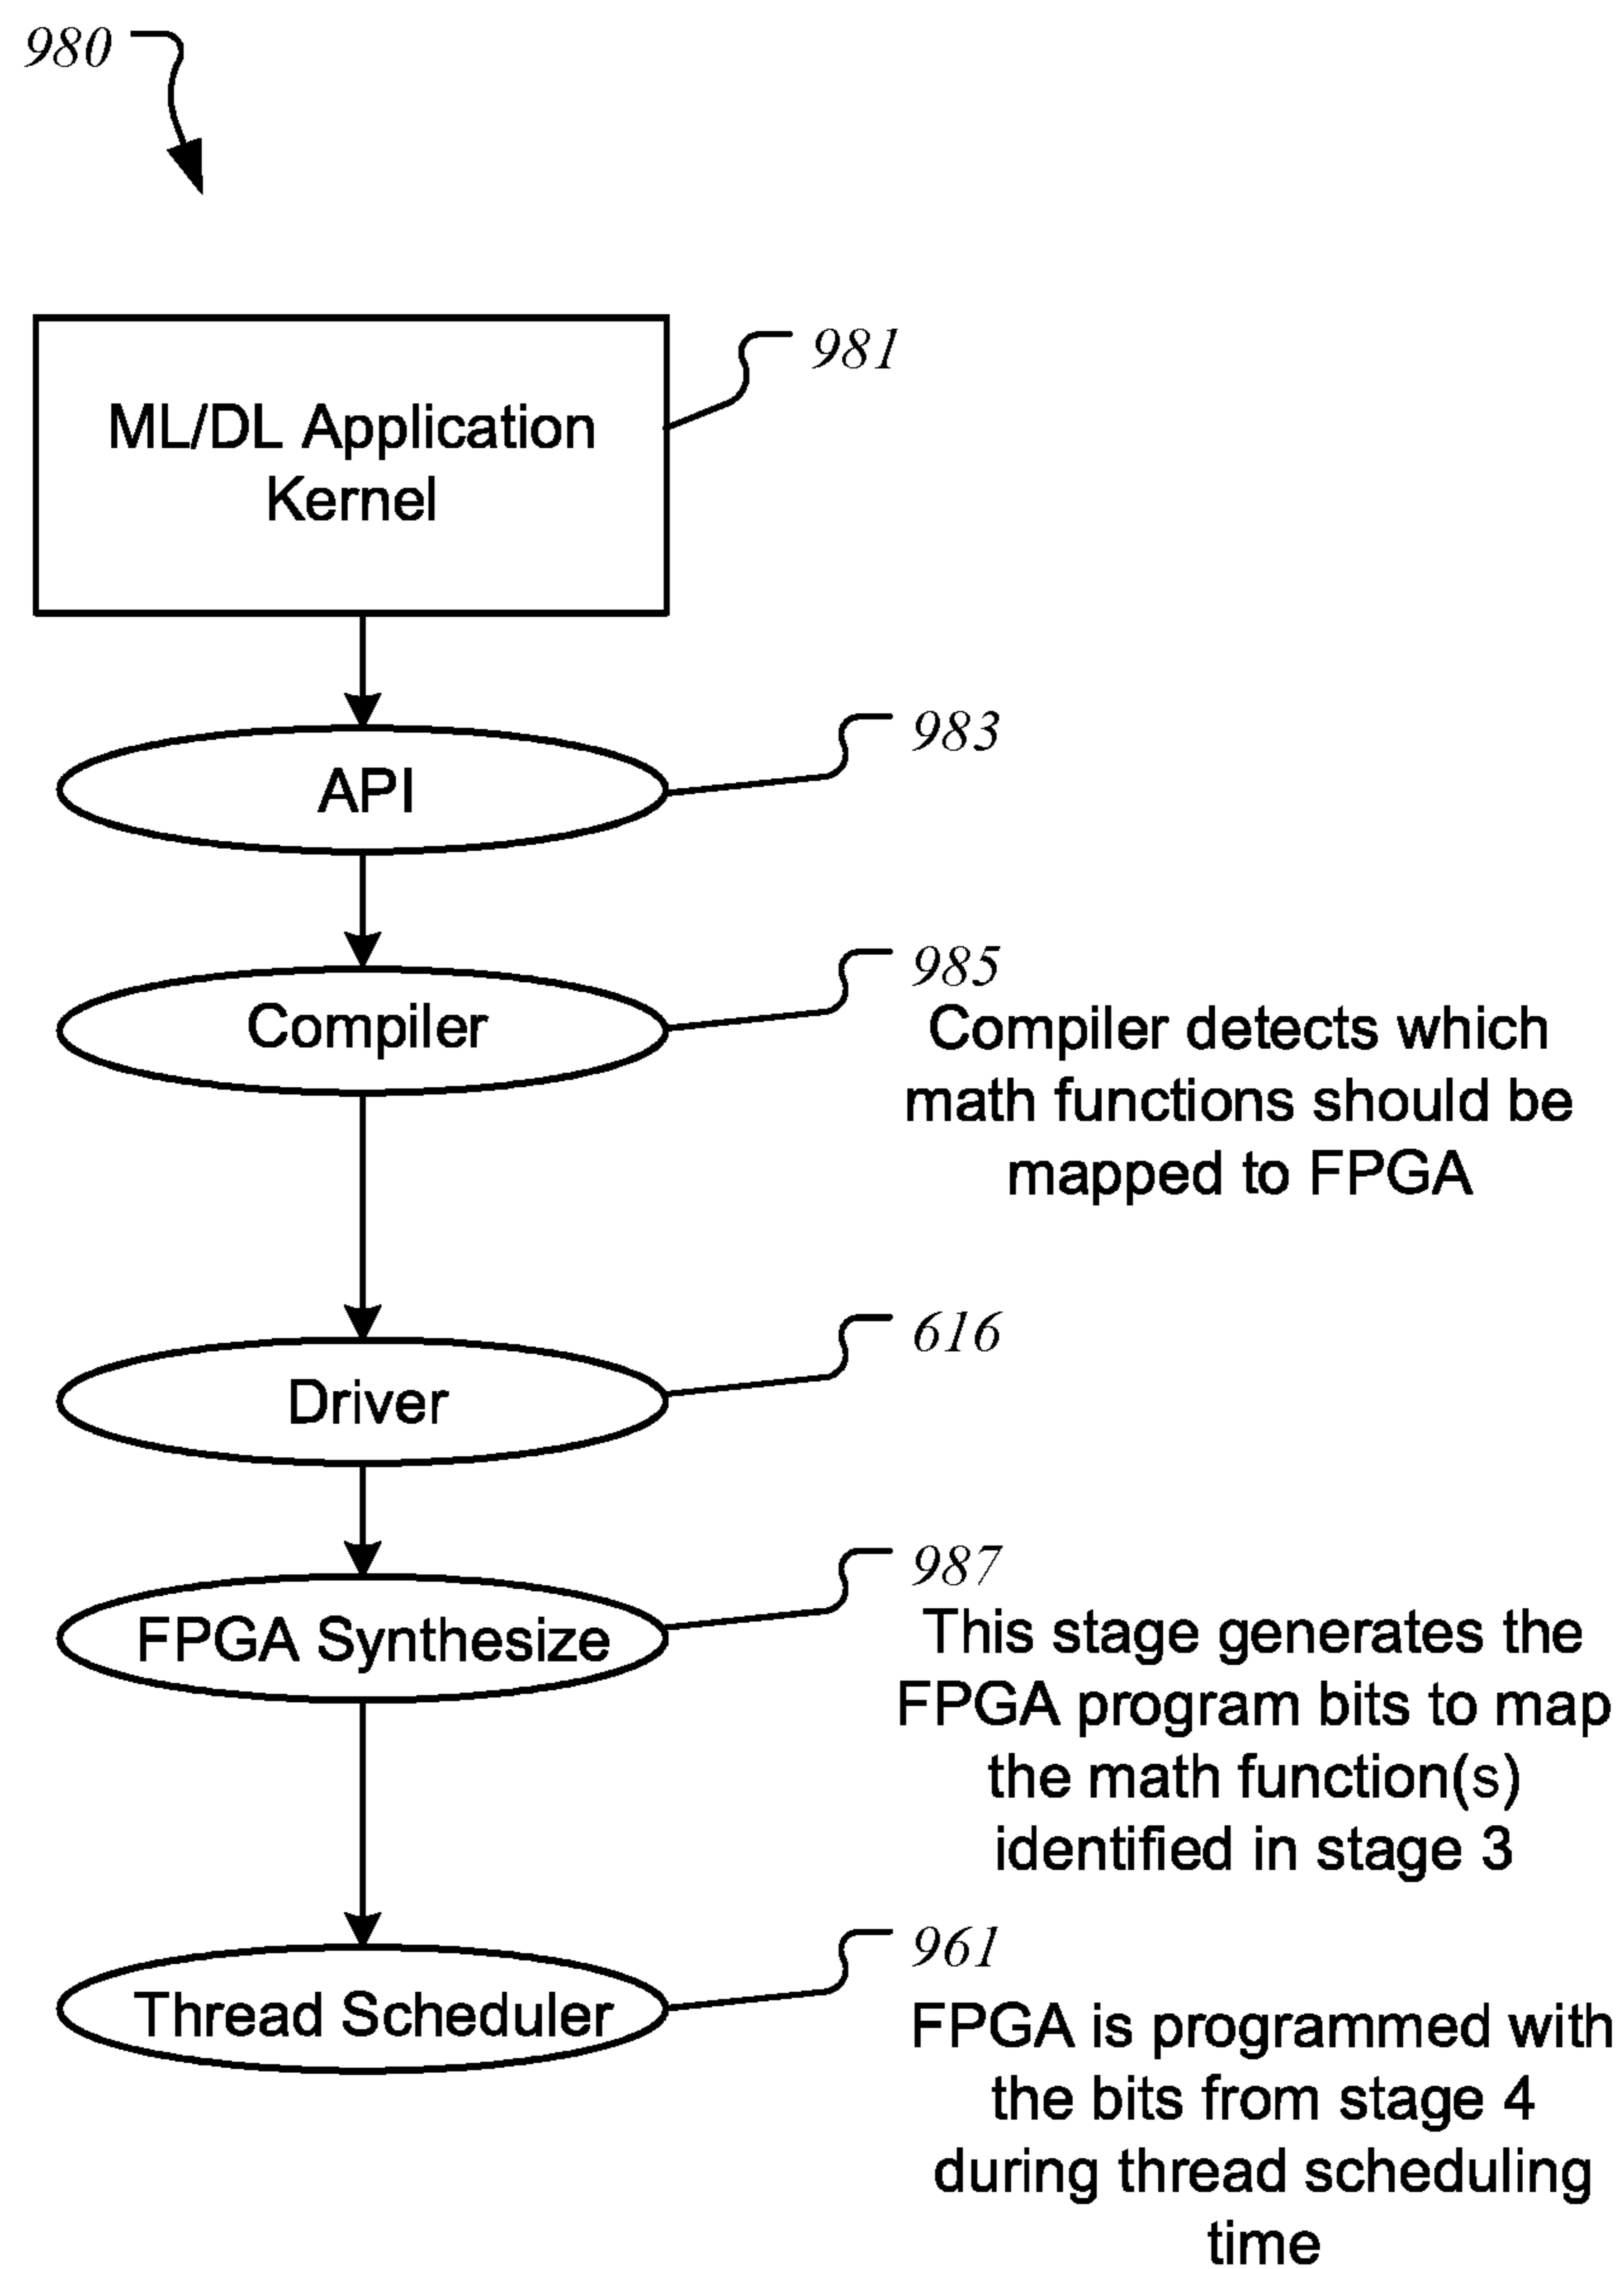 980
981
ML/DL Application
Kernel
983
API
985
Compiler
Compiler detects which
math functions should be
mapped to FPGA
616
Driver
987
FPGA Synthesize
This stage generates the
FPGA program bits to map
the math function(s)
identified in stage 3
961
Thread Scheduler
FPGA is programmed with
the bits from stage 4
during thread scheduling
time